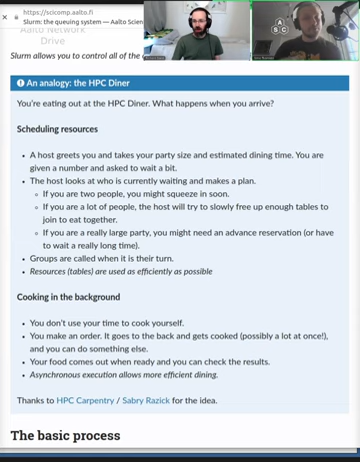 https://scicomp.aalto.fi
Slurm: the queuing system — Aalto Scien
Aalto Network
Drive
Slurm allows you to control all of the
An analogy: the HPC Diner
You're eating out at the HPC Diner. What happens when you arrive?
Scheduling resources
• A host greets you and takes your party size and estimated dining time. You are
given a number and asked to wait a bit.
• The host looks at who is currently waiting and makes a plan.
◦ If you are two people, you might squeeze in soon.
◦ If you are a lot of people, the host will try to slowly free up enough tables to
join to eat together.
◦ If you are a really large party, you might need an advance reservation (or have
to wait a really long time).
• Groups are called when it is their turn.
• Resources (tables) are used as efficiently as possible
Cooking in the background
• You don't use your time to cook yourself.
• You make an order. It goes to the back and gets cooked (possibly a lot at once!),
and you can do something else.
• Your food comes out when ready and you can check the results.
• Asynchronous execution allows more efficient dining.
Thanks to HPC Carpentry / Sabry Razick for the idea.
The basic process